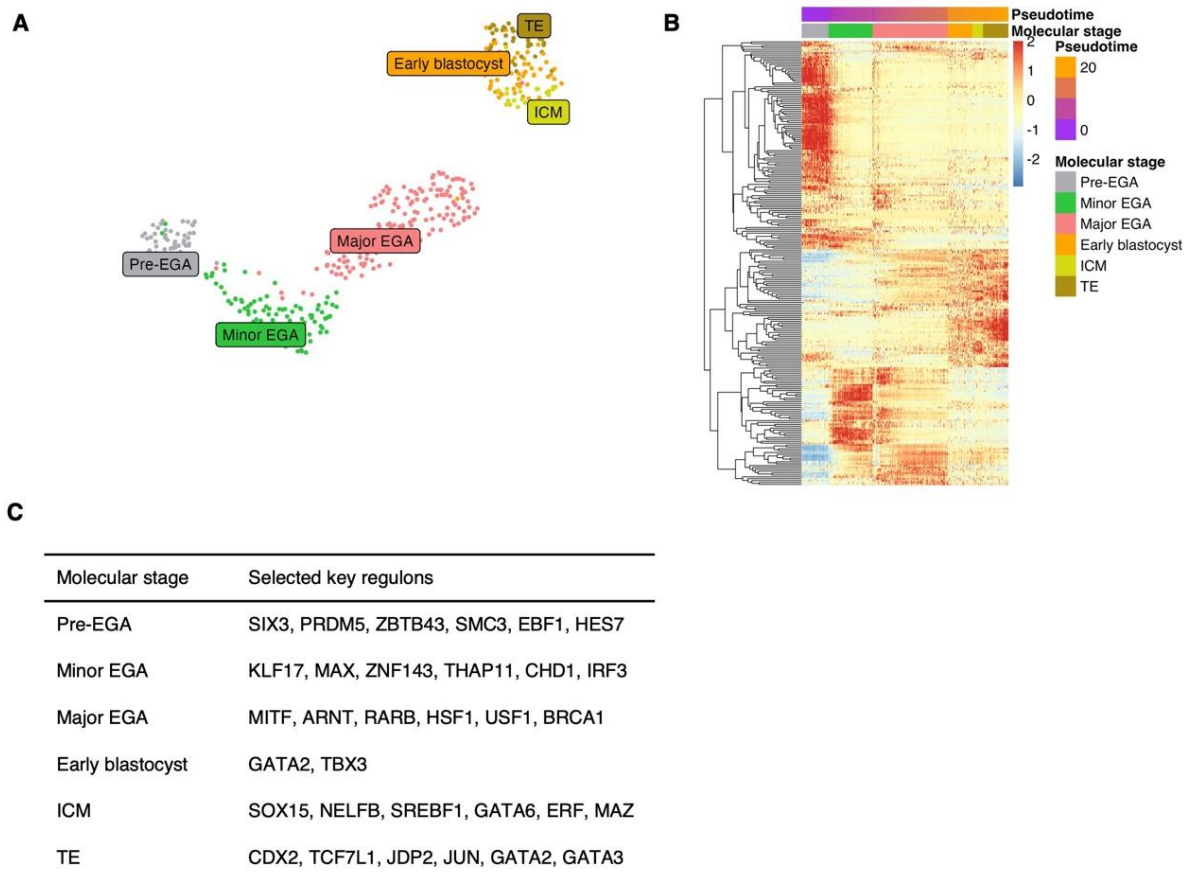 A
TE
Early blastocyst
ICM
Major EGA
Pre-EGA
Minor EGA
B
Pseudotime
Molecular stage
2
1
0
-1
-2
Pseudotime
20
0
Molecular stage
Pre-EGA
Minor EGA
Major EGA
Early blastocyst
ICM
TE
C
Molecular stage Selected key regulons
Pre-EGA SIX3, PRDM5, ZBTB43, SMC3, EBF1, HES7
Minor EGA KLF17, MAX, ZNF143, THAP11, CHD1, IRF3
Major EGA MITF, ARNT, RARB, HSF1, USF1, BRCA1
Early blastocyst GATA2, TBX3
ICM SOX15, NELFB, SREBF1, GATA6, ERF, MAZ
TE CDX2, TCF7L1, JDP2, JUN, GATA2, GATA3